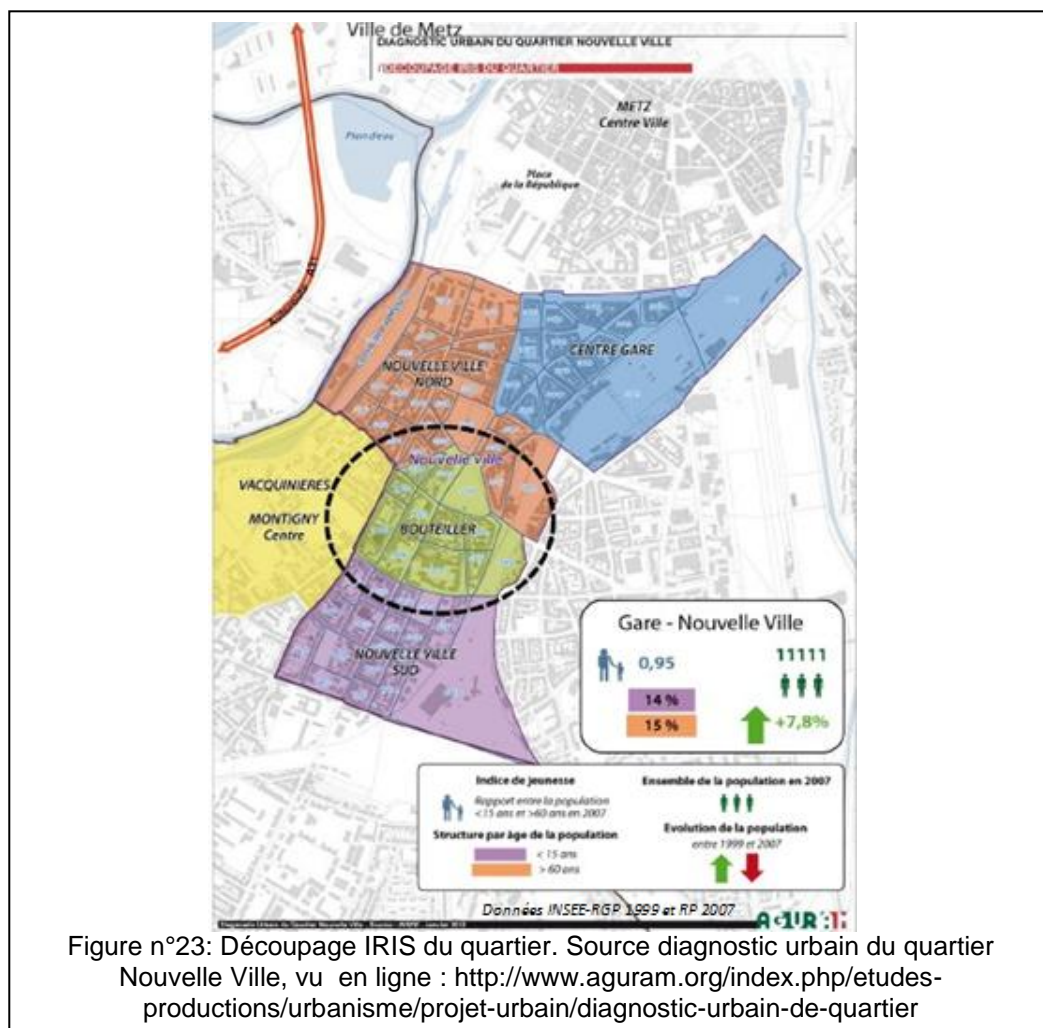 Ville de Metz
DIAGNOSTIC URBAIN DU QUARTIER NOUVELLE VILLE
DECOUPAGE IRIS DU QUARTIER
METZ
Centre Ville
Plan d'eau
Place
de la République
Autoroute A31
CENTRE GARE
NOUVELLE VILLE
NORD
Nouvelle ville
VACQUINIERES
MONTIGNY
Centre
BOUTEILLER
NOUVELLE VILLE
SUD
Gare - Nouvelle Ville
0,95
11111
14 %
15 %
+7,8%
Indice de jeunesse
Rapport entre la population
<15 ans et >60 ans en 2007
Structure par âge de la population
< 15 ans
> 60 ans
Ensemble de la population en 2007
Evolution de la population
entre 1999 et 2007
Données INSEE-RGP 1999 et RP 2007
Figure n°23: Découpage IRIS du quartier. Source diagnostic urbain du quartier
Nouvelle Ville, vu en ligne : http://www.aguram.org/index.php/etudes-
productions/urbanisme/projet-urbain/diagnostic-urbain-de-quartier